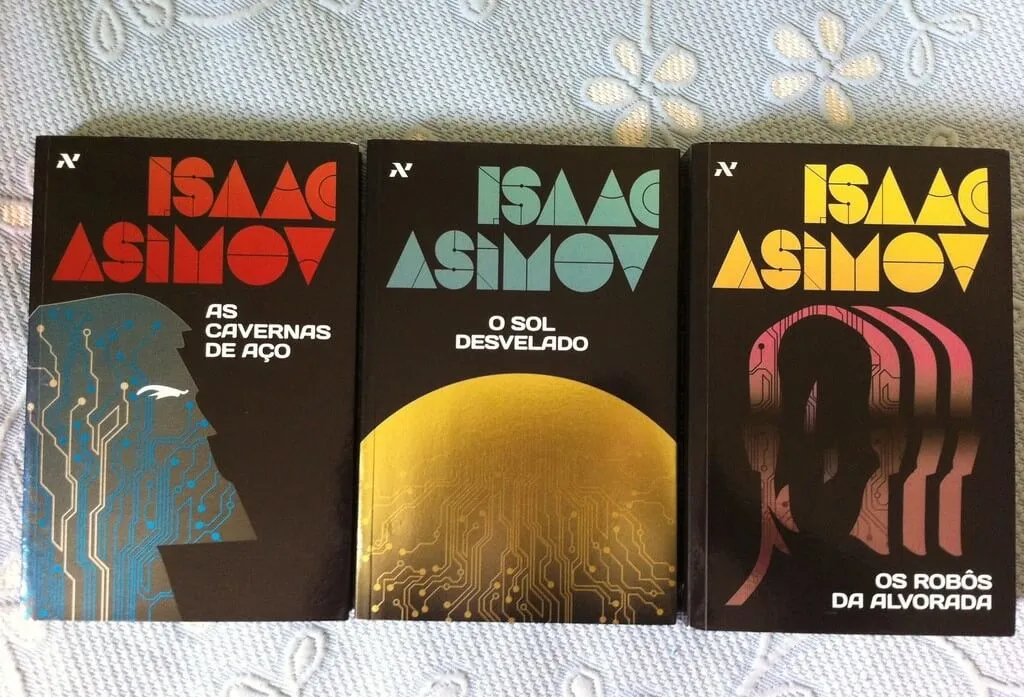 ISAAC
ASIMOV
AS
CAVERNAS
DE AÇO
ISAAC
ASIMOV
O SOL
DESVELADO
ISAAC
ASIMOV
OS ROBÔS
DA ALVORADA